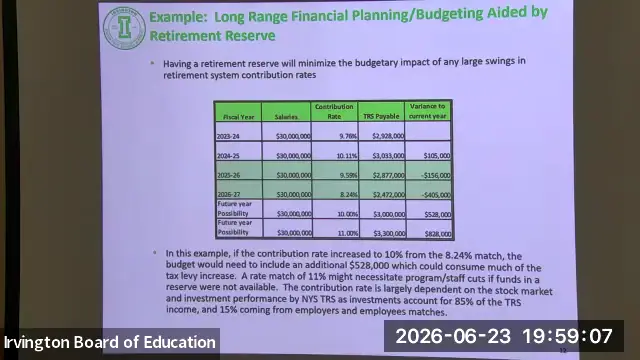 Example: Long Range Financial Planning/Budgeting Aided by
Retirement Reserve
Having a retirement reserve will minimize the budgetary impact of any large swings in
retirement system contribution rates
Fiscal Year Salaries Contribution Rate TRS Payable Variance to current year
2023-24 $30,000,000 9.76% $2,928,000
2024-25 $30,000,000 10.11% $3,033,000 $105,000
2025-26 $30,000,000 9.59% $2,877,000 -$156,000
2026-27 $30,000,000 8.24% $2,472,000 -$405,000
Future year Possibility $30,000,000 10.00% $3,000,000 $528,000
Future year Possibility $30,000,000 11.00% $3,300,000 $828,000
In this example, if the contribution rate increased to 10% from the 8.24% match, the
budget would need to include an additional $528,000 which could consume much of the
tax levy increase. A rate match of 11% might necessitate program/staff cuts if funds in a
reserve were not available. The contribution rate is largely dependent on the stock market
and investment performance by NYS TRS as investments account for 85% of the TRS
income, and 15% coming from employers and employees matches.
Irvington Board of Education
2026-06-23 19:59:07